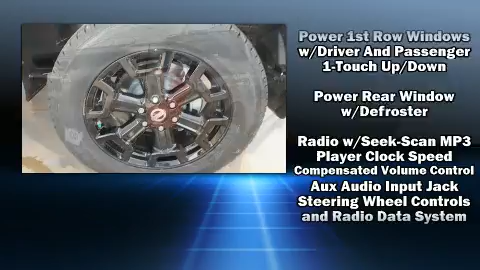 Power 1st Row Windows
w/Driver And Passenger
1-Touch Up/Down
Power Rear Window
w/Defroster
Radio w/Seek-Scan MP3
Player Clock Speed
Compensated Volume Control
Aux Audio Input Jack
Steering Wheel Controls
and Radio Data System